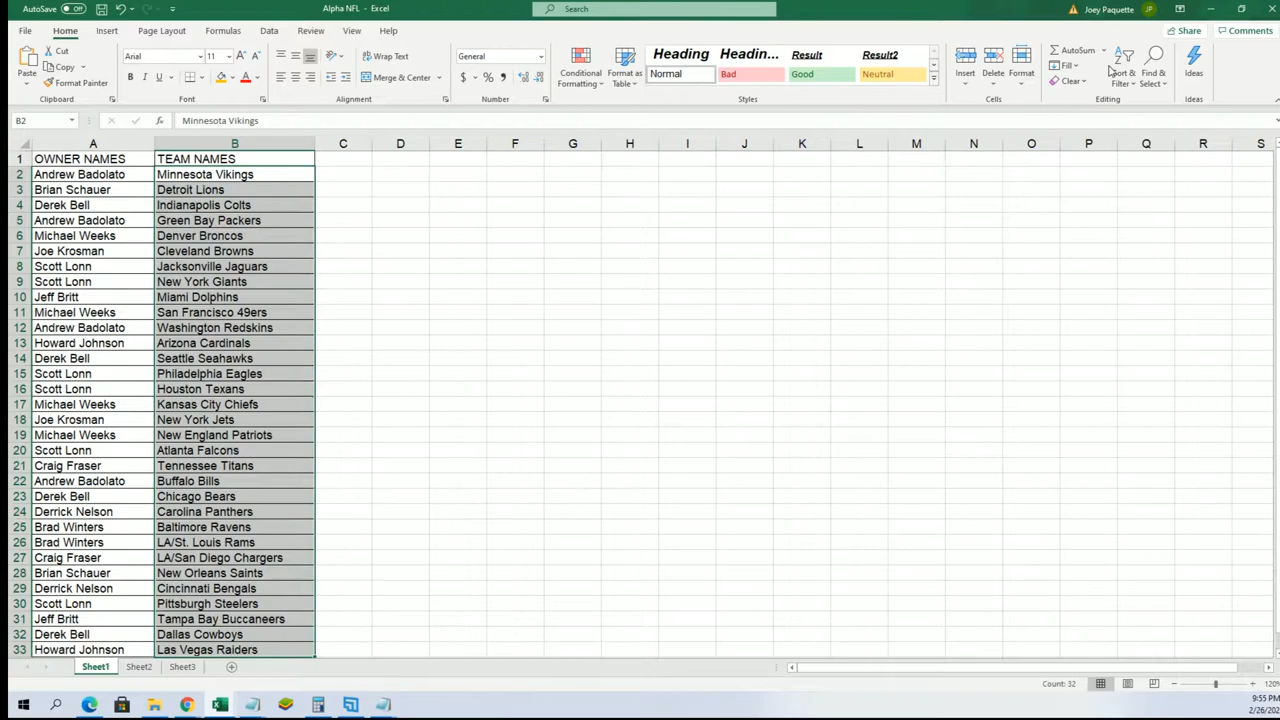 AutoSave Off Alpha NFL - Excel Search Joey Paquette JP
File Home Insert Page Layout Formulas Data Review View Help Share Comments
Cut Arial 11 Wrap Text General Heading Headin... Result Result2 AutoSum
Copy Fill
Paste Format Painter B I U A Merge & Center $ % Conditional Formatting Format as Table Normal Bad Good Neutral Insert Delete Format Clear Sort & Filter Find & Select Ideas
Clipboard Font Alignment Number Styles Cells Editing Ideas
B2 fx Minnesota Vikings
A B C D E F G H I J K L M N O P Q R S
1 OWNER NAMES TEAM NAMES
2 Andrew Badolato Minnesota Vikings
3 Brian Schauer Detroit Lions
4 Derek Bell Indianapolis Colts
5 Andrew Badolato Green Bay Packers
6 Michael Weeks Denver Broncos
7 Joe Krosman Cleveland Browns
8 Scott Lonn Jacksonville Jaguars
9 Scott Lonn New York Giants
10 Jeff Britt Miami Dolphins
11 Michael Weeks San Francisco 49ers
12 Andrew Badolato Washington Redskins
13 Howard Johnson Arizona Cardinals
14 Derek Bell Seattle Seahawks
15 Scott Lonn Philadelphia Eagles
16 Scott Lonn Houston Texans
17 Michael Weeks Kansas City Chiefs
18 Joe Krosman New York Jets
19 Michael Weeks New England Patriots
20 Scott Lonn Atlanta Falcons
21 Craig Fraser Tennessee Titans
22 Andrew Badolato Buffalo Bills
23 Derek Bell Chicago Bears
24 Derrick Nelson Carolina Panthers
25 Brad Winters Baltimore Ravens
26 Brad Winters LA/St. Louis Rams
27 Craig Fraser LA/San Diego Chargers
28 Brian Schauer New Orleans Saints
29 Derrick Nelson Cincinnati Bengals
30 Scott Lonn Pittsburgh Steelers
31 Jeff Britt Tampa Bay Buccaneers
32 Derek Bell Dallas Cowboys
33 Howard Johnson Las Vegas Raiders
Sheet1 Sheet2 Sheet3
Count: 32 120%
9:55 PM
2/26/202